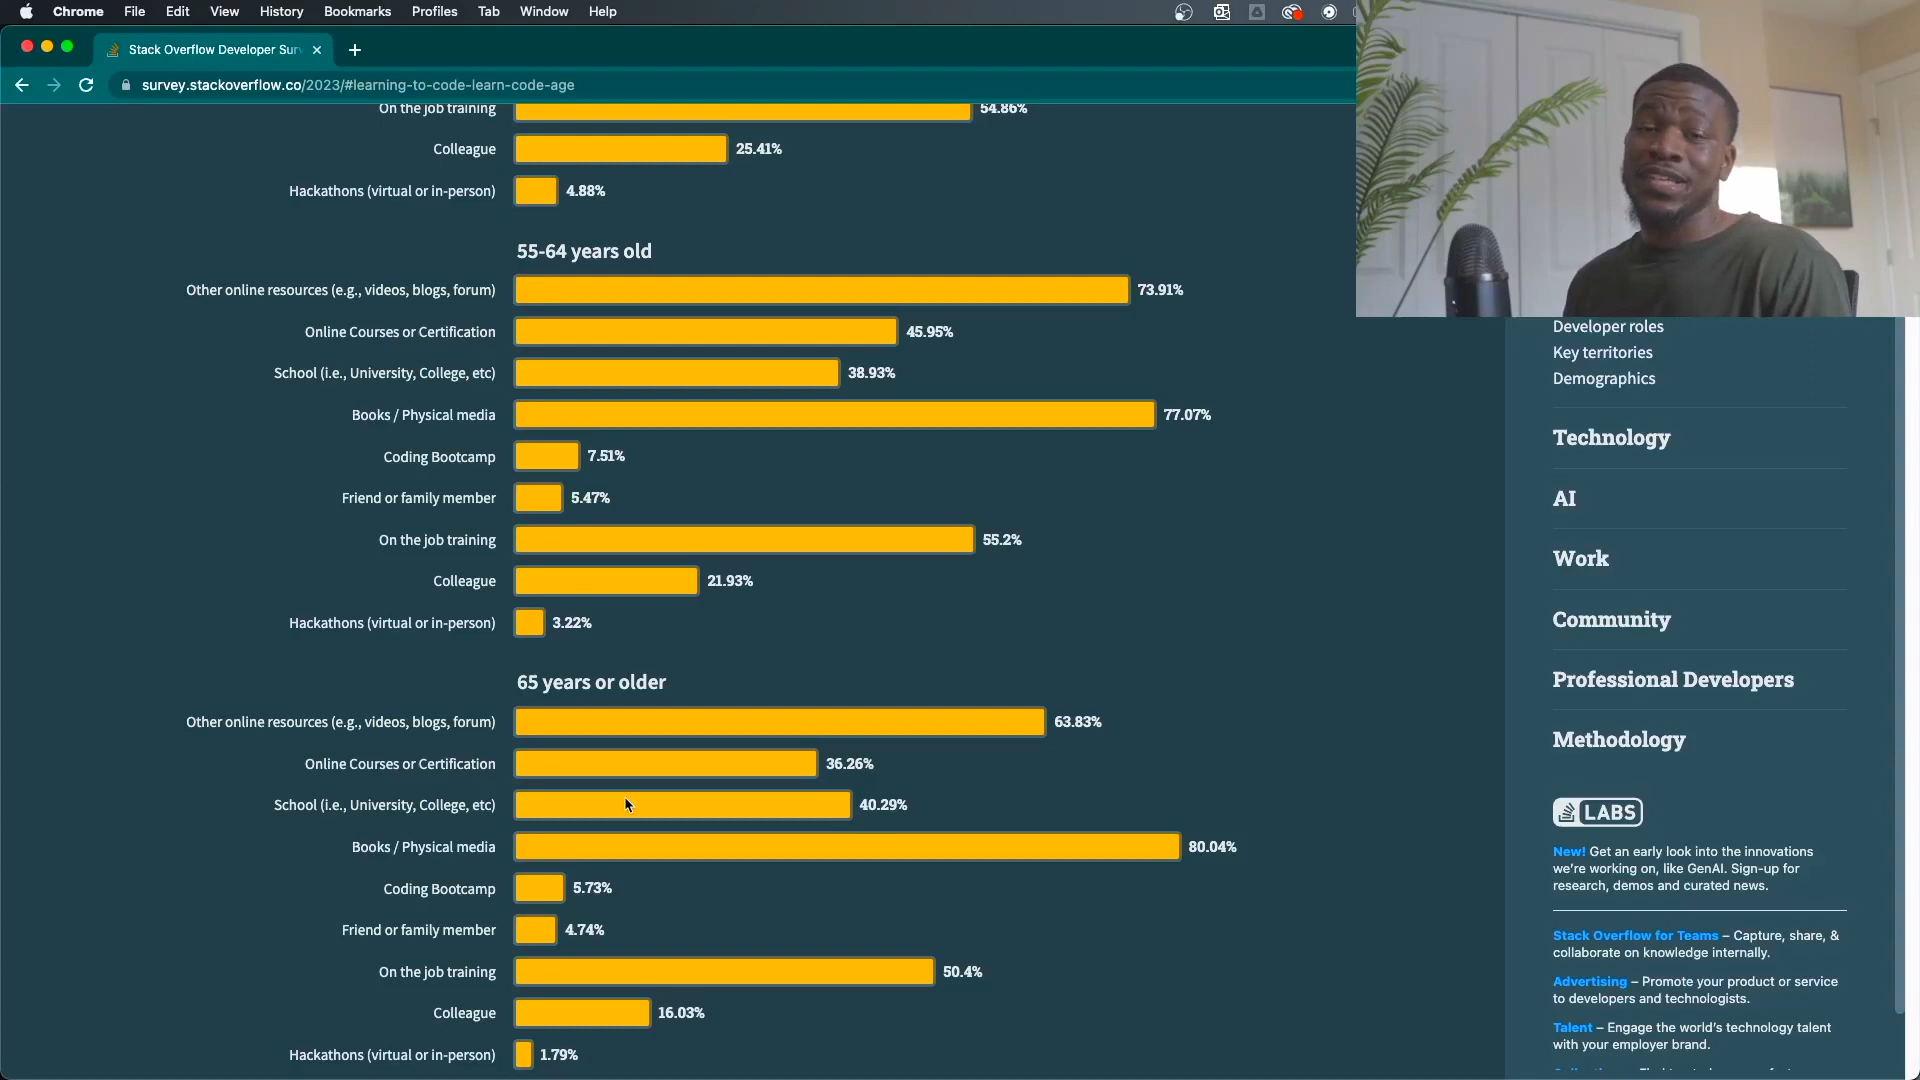 Chrome File Edit View History Bookmarks Profiles Tab Window Help
Stack Overflow Developer Sur
survey.stackoverflow.co/2023/#learning-to-code-learn-code-age
On the job training 54.86%
Colleague 25.41%
Hackathons (virtual or in-person) 4.88%
55-64 years old
Other online resources (e.g., videos, blogs, forum) 73.91%
Online Courses or Certification 45.95%
School (i.e., University, College, etc) 38.93%
Books / Physical media 77.07%
Coding Bootcamp 7.51%
Friend or family member 5.47%
On the job training 55.2%
Colleague 21.93%
Hackathons (virtual or in-person) 3.22%
65 years or older
Other online resources (e.g., videos, blogs, forum) 63.83%
Online Courses or Certification 36.26%
School (i.e., University, College, etc) 40.29%
Books / Physical media 80.04%
Coding Bootcamp 5.73%
Friend or family member 4.74%
On the job training 50.4%
Colleague 16.03%
Hackathons (virtual or in-person) 1.79%
Developer roles
Key territories
Demographics
Technology
AI
Work
Community
Professional Developers
Methodology
LABS
New! Get an early look into the innovations
we're working on, like GenAI. Sign-up for
research, demos and curated news.
Stack Overflow for Teams – Capture, share, &
collaborate on knowledge internally.
Advertising – Promote your product or service
to developers and technologists.
Talent – Engage the world's technology talent
with your employer brand.